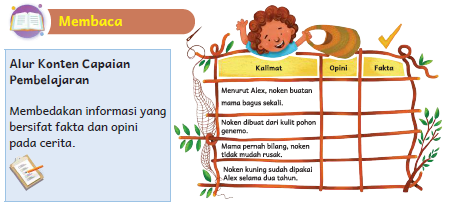 Membaca
Alur Konten Capaian
Pembelajaran
Membedakan informasi yang
bersifat fakta dan opini
pada cerita.
Kalimat Opini Fakta
Menurut Alex, noken buatan
mama bagus sekali.
Noken dibuat dari kulit pohon
genemo.
Mama pernah bilang, noken
tidak mudah rusak.
Noken kuning sudah dipakai
Alex selama dua tahun.